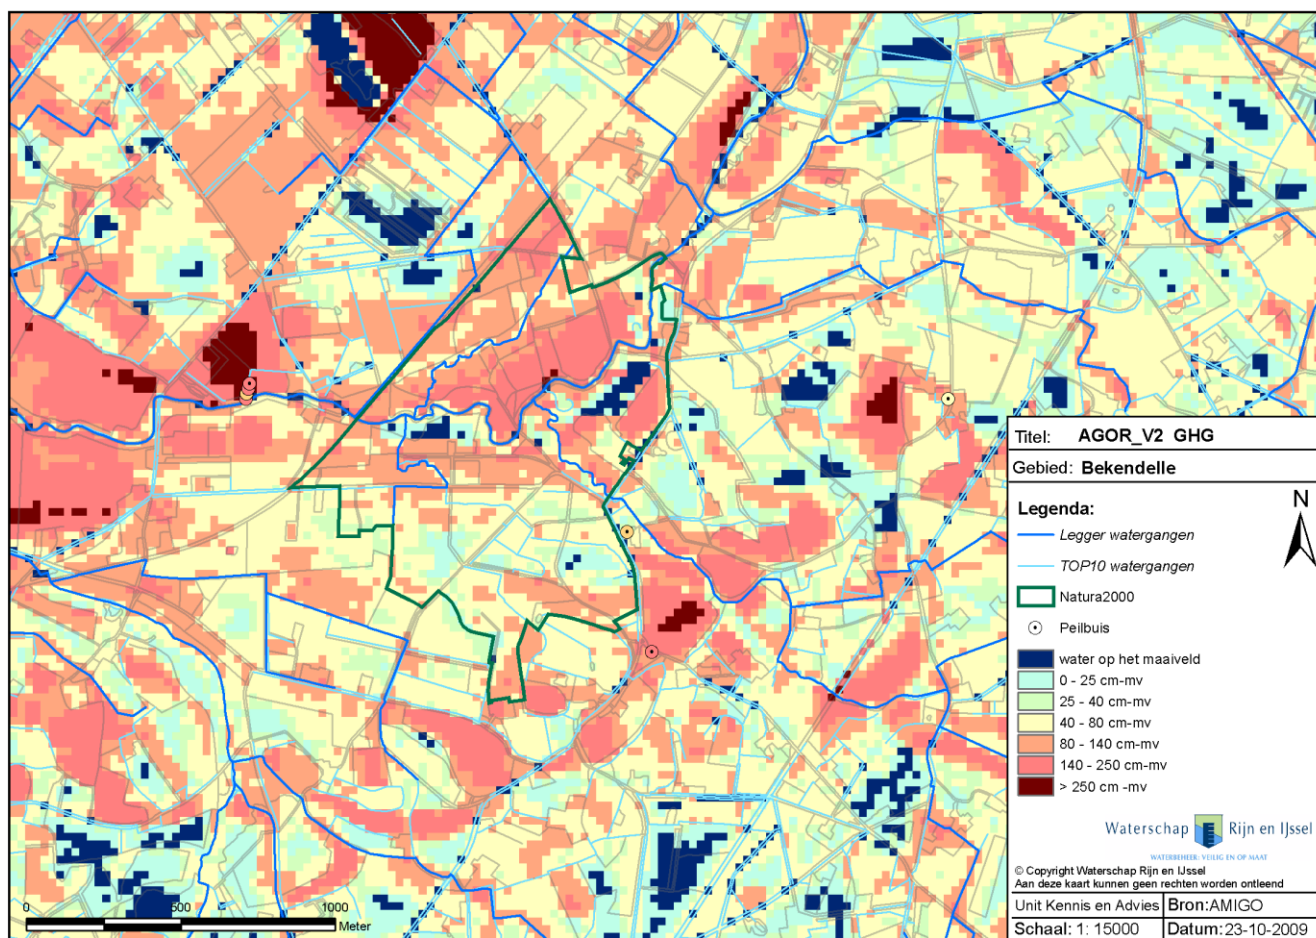 Titel: AGOR_V2 GHG
Gebied: Bekendelle
Legenda:
N
Legger watergangen
TOP10 watergangen
Natura2000
Peilbuis
water op het maaiveld
0 - 25 cm-mv
25 - 40 cm-mv
40 - 80 cm-mv
80 - 140 cm-mv
140 - 250 cm-mv
> 250 cm -mv
Waterschap Rijn en IJssel
WATERBEHEER: VEILIG EN OP MAAT
© Copyright Waterschap Rijn en IJssel
Aan deze kaart kunnen geen rechten worden ontleend
Unit Kennis en Advies Bron:AMIGO
Schaal: 1: 15000 Datum:23-10-2009
0 500 1000
Meter